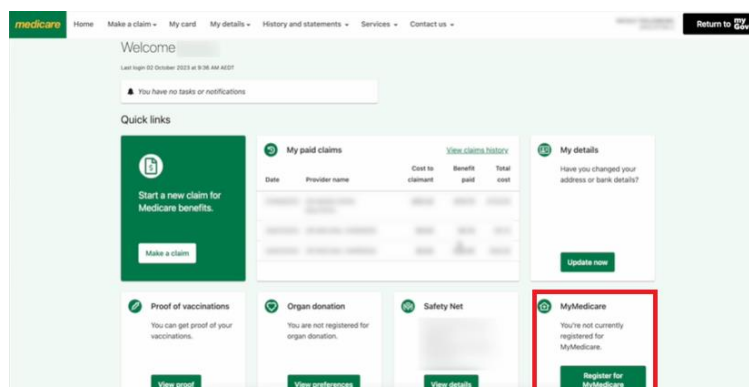 medicare Home Make a claim My card My details History and statements Services Contact us Return to my Gov
Welcome
Last login 02 October 2023 at 9:36 AM AEDT
You have no tasks or notifications
Quick links
Start a new claim for
Medicare benefits.
Make a claim
My paid claims View claims history
Date Provider name Cost to claimant Benefit paid Total cost
My details
Have you changed your
address or bank details?
Update now
Proof of vaccinations
You can get proof of your
vaccinations.
View proof
Organ donation
You are not registered for
organ donation.
View preferences
Safety Net
View details
MyMedicare
You're not currently
registered for
MyMedicare.
Register for
MyMedicare